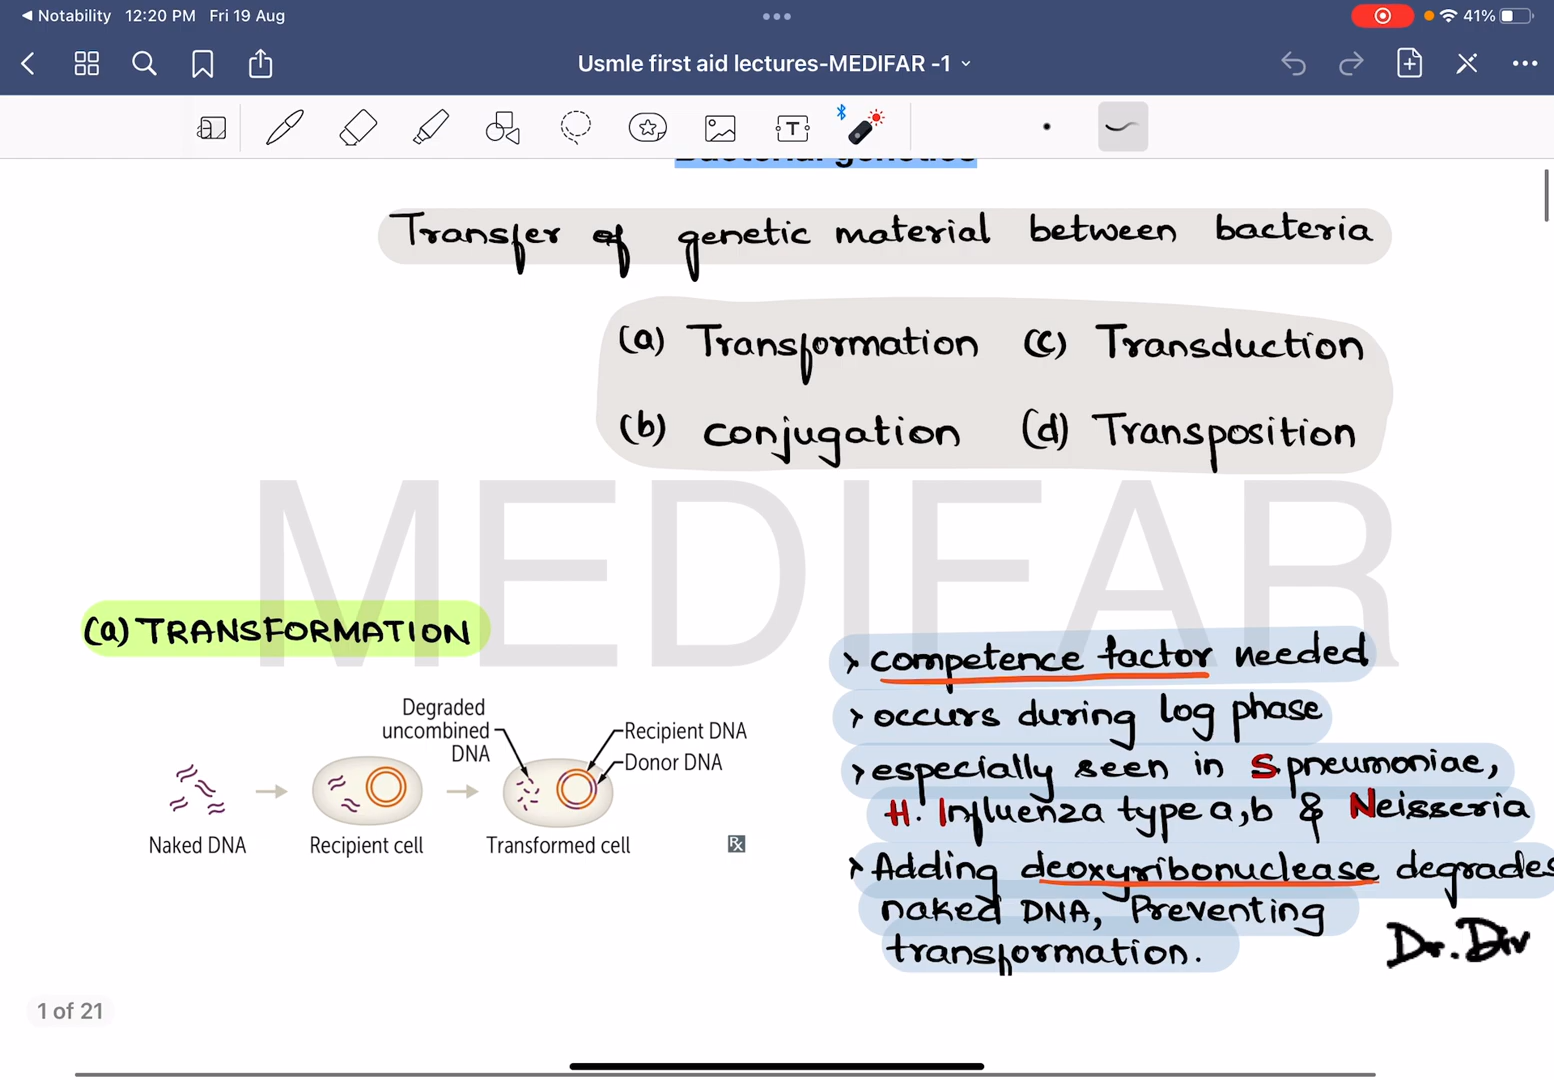 Notability 12:20 PM Fri 19 Aug
41%
Usmle first aid lectures-MEDIFAR -1
Bacterial genetics
Transfer of genetic material between bacteria
(a) Transformation (c) Transduction
(b) conjugation (d) Transposition
MEDIFAR
(a) TRANSFORMATION
> competence factor needed
> occurs during log phase
> especially seen in S.pneumoniae,
H. Influenza type a,b & Neisseria
> Adding deoxyribonuclease degrades
naked DNA, Preventing
transformation.
Dr.Div
Degraded
uncombined
DNA
Recipient DNA
Donor DNA
Naked DNA
Recipient cell
Transformed cell
Rx
1 of 21